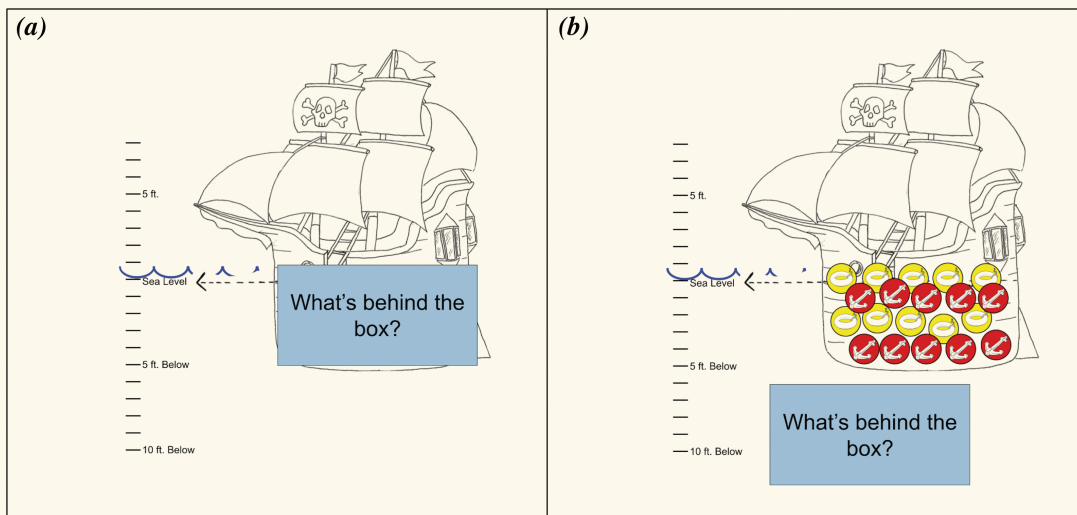 (a)
5 ft.
Sea Level
What's behind the
box?
5 ft. Below
10 ft. Below
(b)
5 ft.
Sea Level
5 ft. Below
What's behind the
box?
10 ft. Below